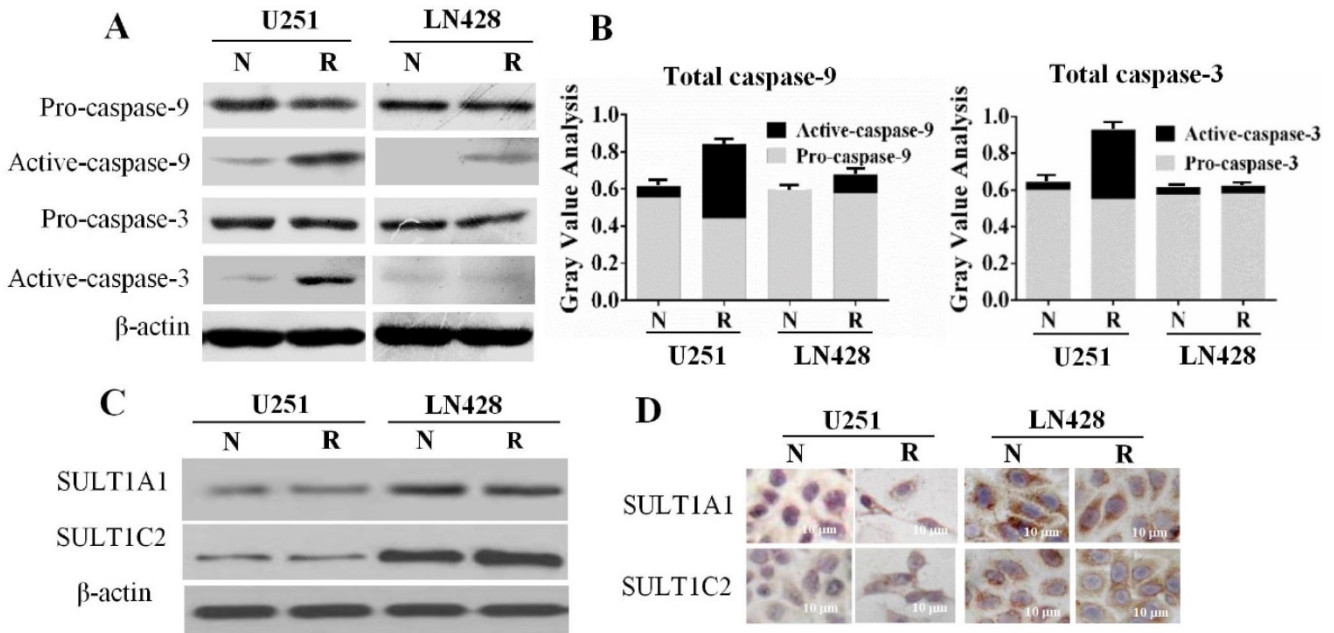 A
U251 LN428
N R N R
Pro-caspase-9
Active-caspase-9
Pro-caspase-3
Active-caspase-3
β-actin
B
Total caspase-9
Gray Value Analysis
1.0
0.8
0.6
0.4
0.2
0.0
Active-caspase-9
Pro-caspase-9
N R N R
U251 LN428
Total caspase-3
Gray Value Analysis
1.0
0.8
0.6
0.4
0.2
0.0
Active-caspase-3
Pro-caspase-3
N R N R
U251 LN428
C
U251 LN428
N R N R
SULT1A1
SULT1C2
β-actin
D
U251 LN428
N R N R
SULT1A1
10 μm 10 μm 10 μm 10 μm
SULT1C2
10 μm 10 μm 10 μm 10 μm